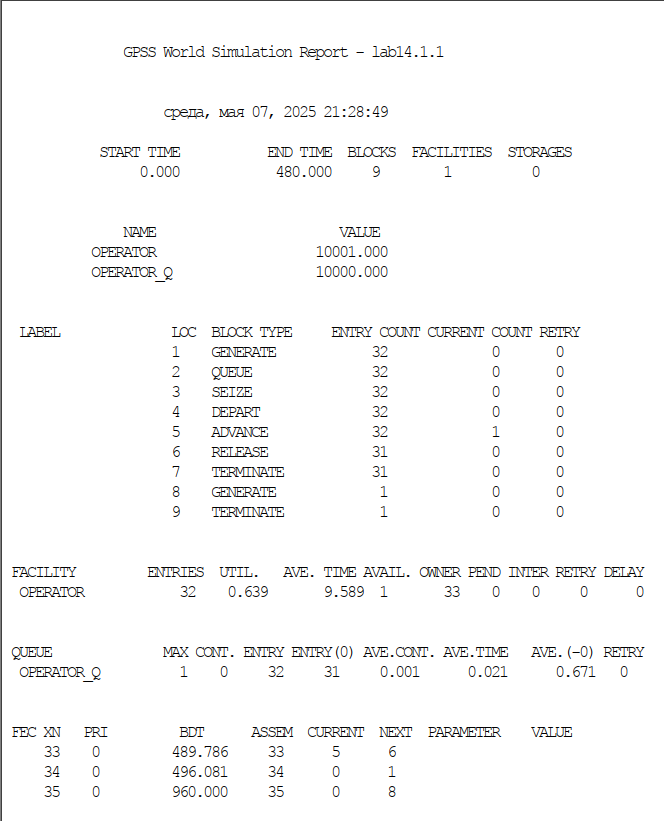 GPSS World Simulation Report - lab14.1.1
среда, мая 07, 2025 21:28:49
START TIME END TIME BLOCKS FACILITIES STORAGES
0.000 480.000 9 1 0
NAME VALUE
OPERATOR 10001.000
OPERATOR_Q 10000.000
LABEL LOC BLOCK TYPE ENTRY COUNT CURRENT COUNT RETRY
1 GENERATE 32 0 0
2 QUEUE 32 0 0
3 SEIZE 32 0 0
4 DEPART 32 0 0
5 ADVANCE 32 1 0
6 RELEASE 31 0 0
7 TERMINATE 31 0 0
8 GENERATE 1 0 0
9 TERMINATE 1 0 0
FACILITY ENTRIES UTIL. AVE. TIME AVAIL. OWNER PEND INTER RETRY DELAY
OPERATOR 32 0.639 9.589 1 33 0 0 0 0
QUEUE MAX CONT. ENTRY ENTRY(0) AVE.CONT. AVE.TIME AVE.(-0) RETRY
OPERATOR_Q 1 0 32 31 0.001 0.021 0.671 0
FEC XN PRI BDT ASSEM CURRENT NEXT PARAMETER VALUE
33 0 489.786 33 5 6
34 0 496.081 34 0 1
35 0 960.000 35 0 8